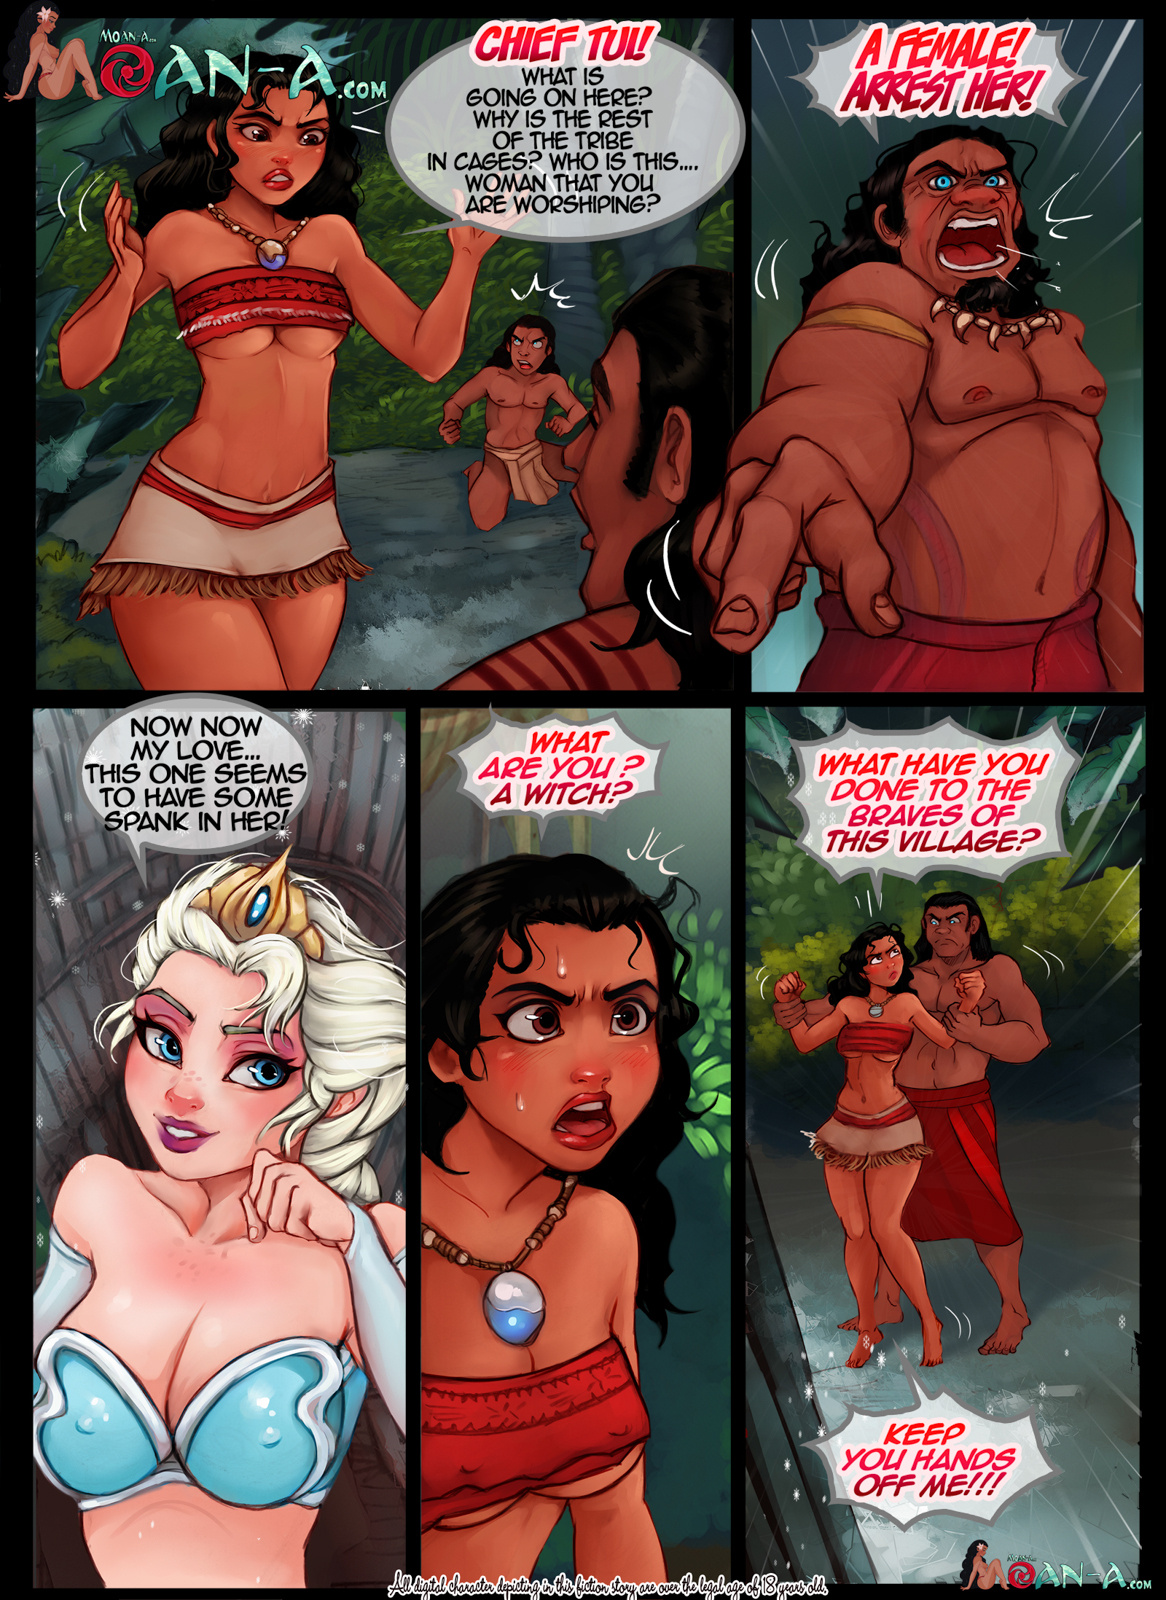 MOAN-A.COM
MOAN-A.COM
CHIEF TUI!
WHAT IS
GOING ON HERE?
WHY IS THE REST
OF THE TRIBE
IN CAGES? WHO IS THIS....
WOMAN THAT YOU
ARE WORSHIPING?
A FEMALE!
ARREST HER!
NOW NOW
MY LOVE...
THIS ONE SEEMS
TO HAVE SOME
SPANK IN HER!
WHAT
ARE YOU ?
A WITCH?
WHAT HAVE YOU
DONE TO THE
BRAVES OF
THIS VILLAGE?
KEEP
YOU HANDS
OFF ME!!!
MOAN-A.COM
All digital character depicting in this fiction story are over the legal age of 18 years old.